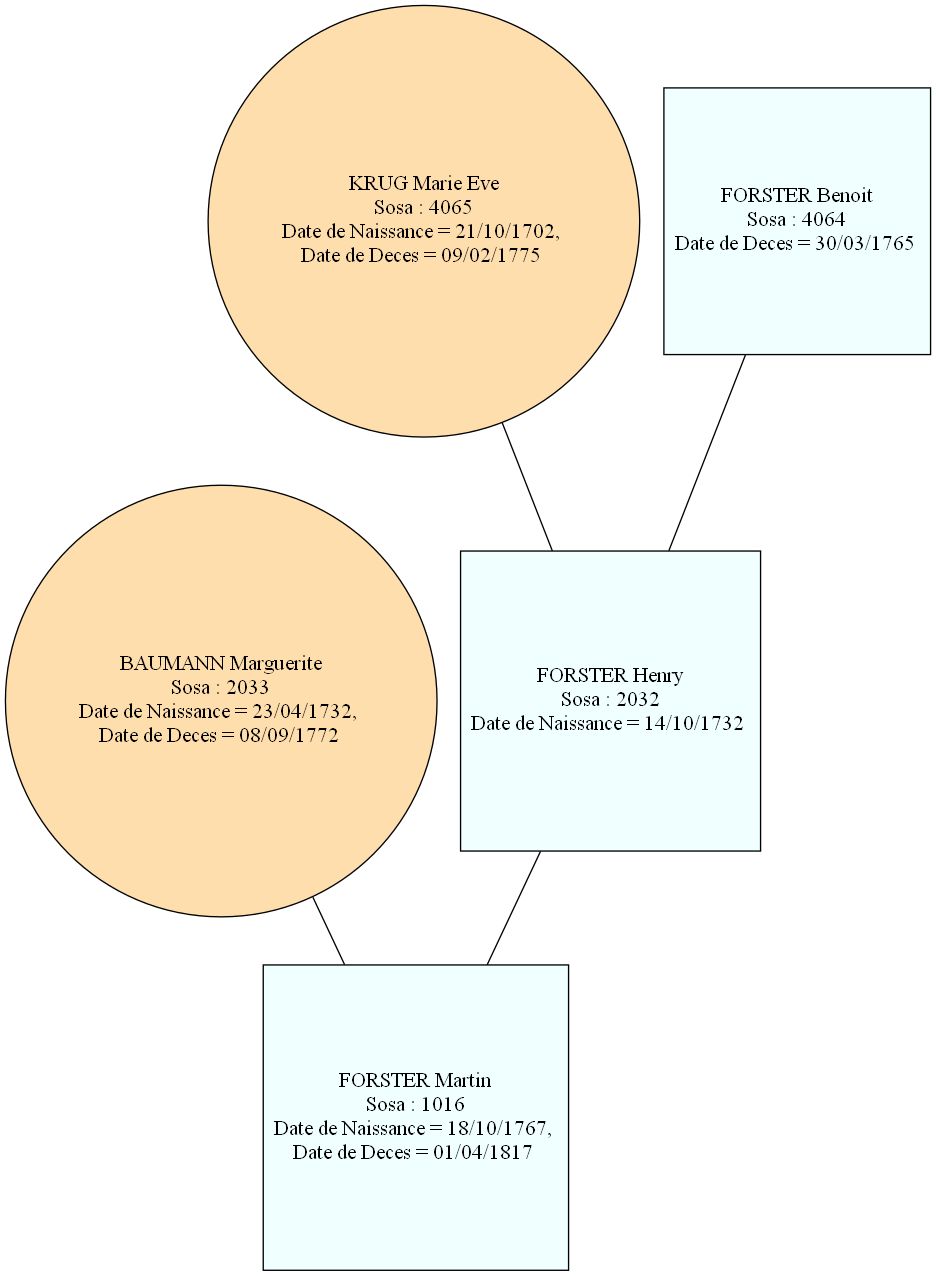 KRUG Marie Eve
Sosa : 4065
Date de Naissance = 21/10/1702,
Date de Deces = 09/02/1775
FORSTER Benoit
Sosa : 4064
Date de Deces = 30/03/1765
BAUMANN Marguerite
Sosa : 2033
Date de Naissance = 23/04/1732,
Date de Deces = 08/09/1772
FORSTER Henry
Sosa : 2032
Date de Naissance = 14/10/1732
FORSTER Martin
Sosa : 1016
Date de Naissance = 18/10/1767,
Date de Deces = 01/04/1817